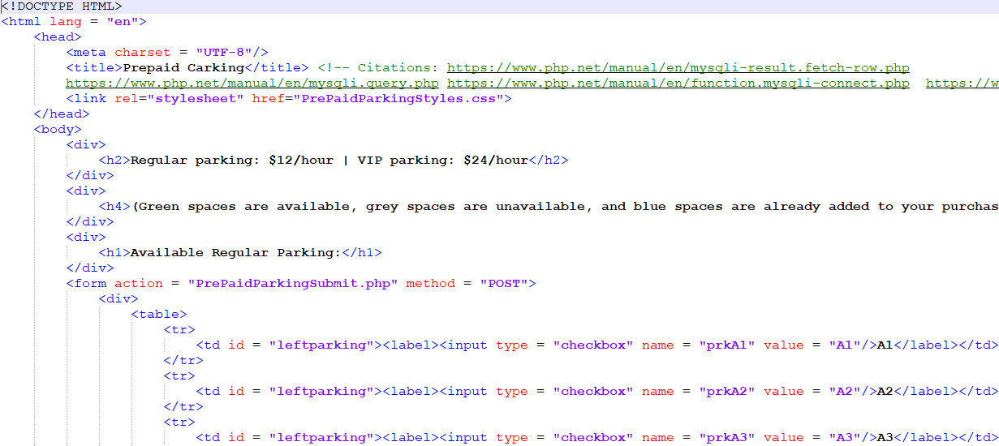 <!DOCTYPE HTML>
<html lang = "en">
<head>
<meta charset = "UTF-8"/>
<title>Prepaid Carking</title> <!-- Citations: https://www.php.net/manual/en/mysqli-result.fetch-row.php
https://www.php.net/manual/en/mysqli.query.php https://www.php.net/manual/en/function.mysqli-connect.php https://w
<link rel="stylesheet" href="PrePaidParkingStyles.css">
</head>
<body>
<div>
<h2>Regular parking: $12/hour | VIP parking: $24/hour</h2>
</div>
<div>
<h4>(Green spaces are available, grey spaces are unavailable, and blue spaces are already added to your purchas
</div>
<div>
<h1>Available Regular Parking:</h1>
</div>
<form action = "PrePaidParkingSubmit.php" method = "POST">
<div>
<table>
<tr>
<td id = "leftparking"><label><input type = "checkbox" name = "prkA1" value = "A1"/>A1</label></td>
</tr>
<tr>
<td id = "leftparking"><label><input type = "checkbox" name = "prkA2" value = "A2"/>A2</label></td>
</tr>
<tr>
<td id = "leftparking"><label><input type = "checkbox" name = "prkA3" value = "A3"/>A3</label></td>